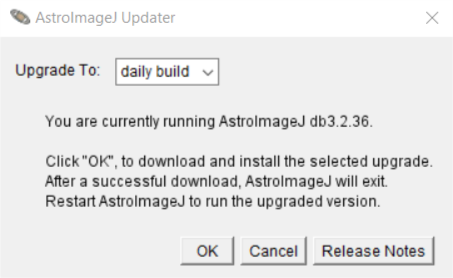 AstroImageJ Updater
Upgrade To: daily build
You are currently running AstroImageJ db3.2.36.
Click "OK", to download and install the selected upgrade.
After a successful download, AstroImageJ will exit.
Restart AstroImageJ to run the upgraded version.
OK Cancel Release Notes